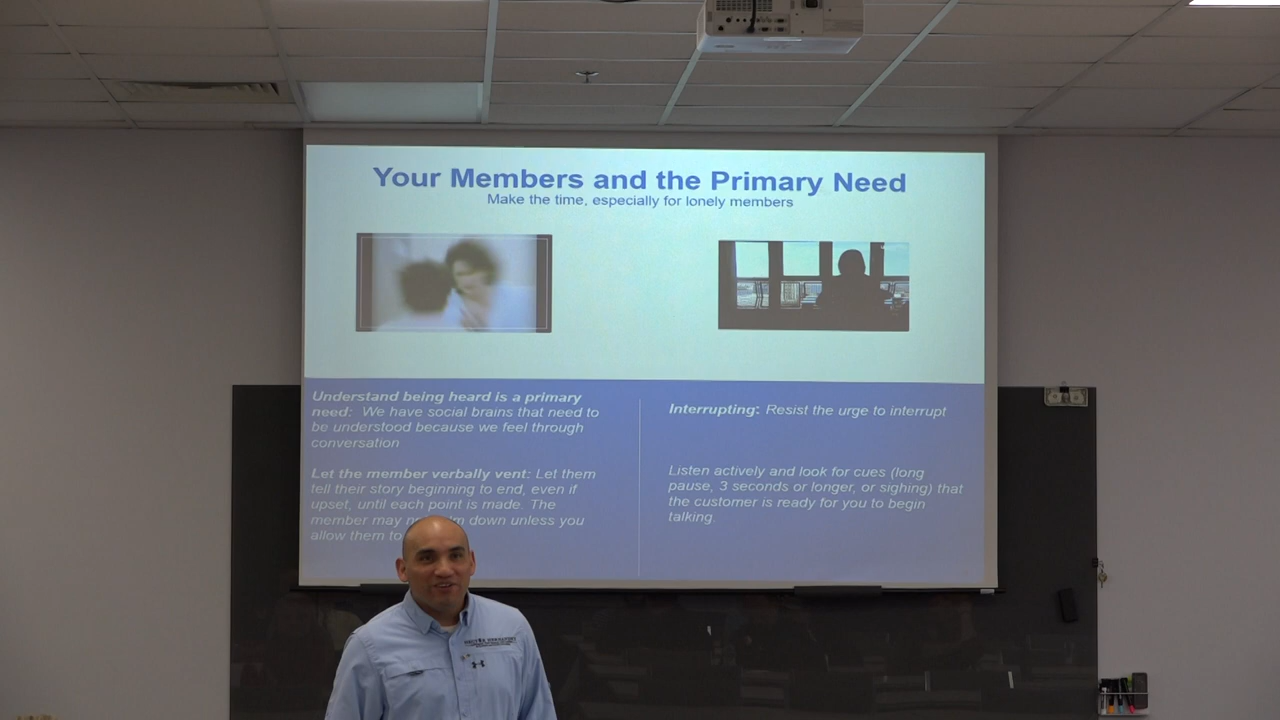 Your Members and the Primary Need
Make the time, especially for lonely members
Understand being heard is a primary
need: We have social brains that need to
be understood because we feel through
conversation
Let the member verbally vent: Let them
tell their story beginning to end, even if
upset, until each point is made. The
member may down unless you
allow them to
Interrupting: Resist the urge to interrupt
Listen actively and look for cues (long
pause, 3 seconds or longer, or sighing) that
the customer is ready for you to begin
talking.